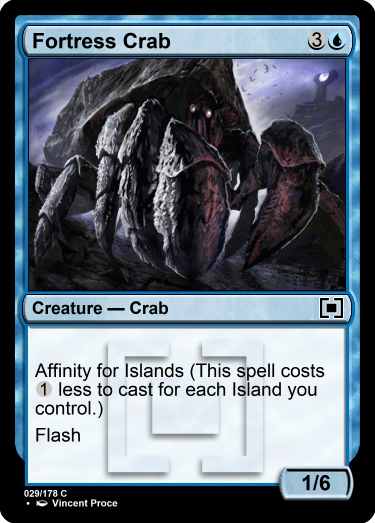 Fortress Crab 3
Creature — Crab
Affinity for Islands (This spell costs
1 less to cast for each Island you
control.)
Flash
1/6
029/178 C
• Vincent Proce